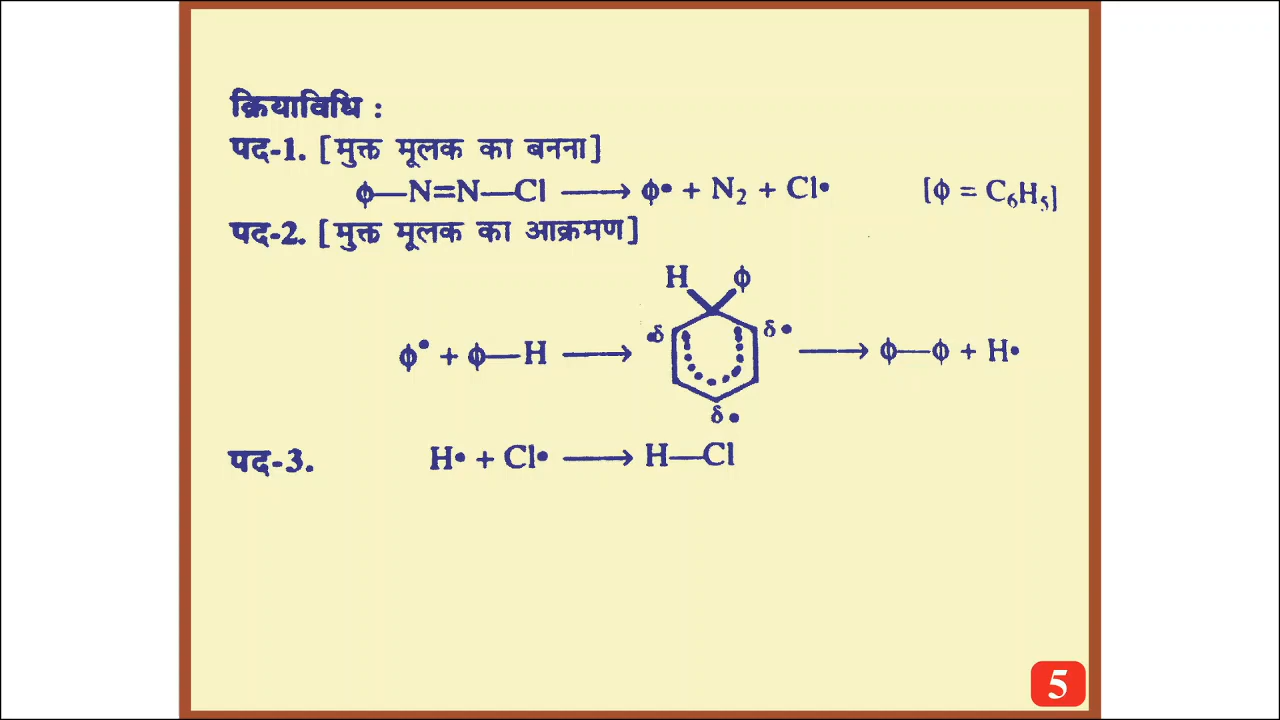 क्रियाविधि :
पद-1. [मुक्त मूलक का बनना]
ϕ—N=N—Cl ⟶ ϕ• + N₂ + Cl• [ϕ = C₆H₅]
पद-2. [मुक्त मूलक का आक्रमण]
H ϕ
•δ δ•
ϕ• + ϕ—H ⟶ ⟶ ϕ—ϕ + H•
δ•
पद-3. H• + Cl• ⟶ H—Cl
5